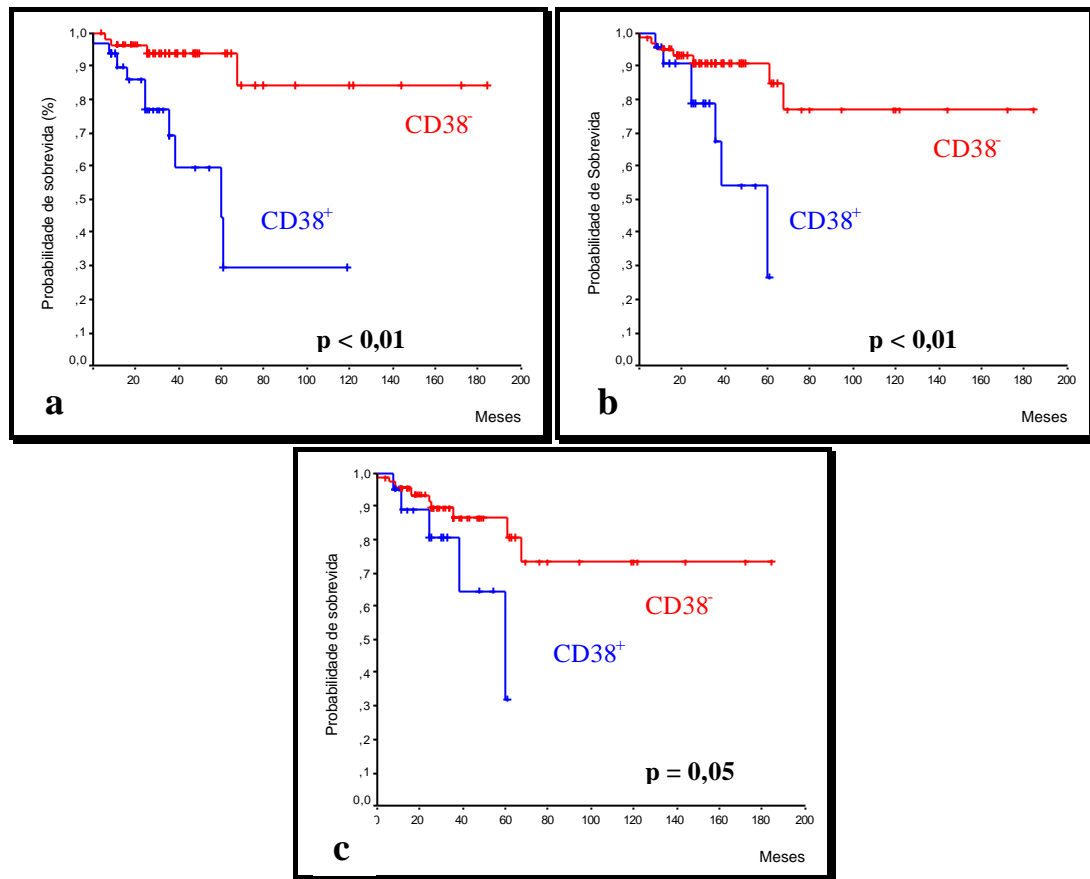 Probabilidade de sobrevida (%)
1,0
,9
,8
,7
,6
,5
,4
,3
,2
,1
0,0
20 40 60 80 100 120 140 160 180 200
Meses
CD38⁻
CD38⁺
p < 0,01
a
Probabilidade de Sobrevida
1,0
,9
,8
,7
,6
,5
,4
,3
,2
,1
0,0
20 40 60 80 100 120 140 160 180 200
Meses
CD38⁻
CD38⁺
p < 0,01
b
Probabilidade de sobrevida
1,0
,9
,8
,7
,6
,5
,4
,3
,2
,1
0,0
0 20 40 60 80 100 120 140 160 180 200
Meses
CD38⁻
CD38⁺
p = 0,05
c